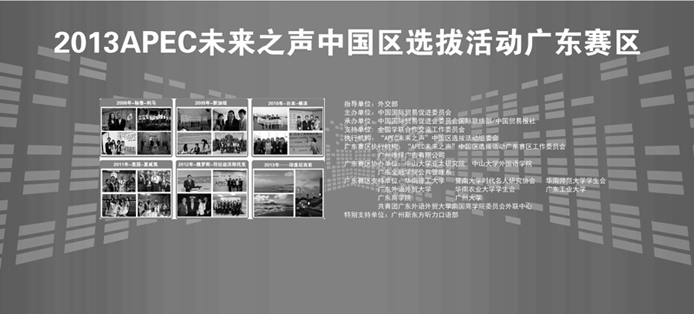 2013APEC未来之声中国区选拔活动广东赛区
2008年-秘鲁-利马
2009年-新加坡
2010年-日本-横滨
2011年-美国-夏威夷
2012年-俄罗斯-符拉迪沃斯托克
2013年-印度尼西亚
指导单位：外交部
主办单位：中国国际贸易促进委员会
承办单位：中国国际贸易促进委员会国际联络部 中国贸易报社
支持单位：全国学联合作交流工作委员会
执行机构：“APEC未来之声”中国区选拔活动组委会
广东赛区执行机构：“APEC未来之声”中国区选拔活动广东赛区工作委员会
广东赛区协办单位：中山大学亚太研究院 中山大学外国语学院
广东金融学院公共管理系
广东赛区支持单位：华南理工大学 暨南大学时代名人研究协会 华南师范大学学生会
广东外语外贸大学 华南农业大学学生会 广东工业大学
广东商学院 广州大学
共青团广东外语外贸大学南国商学院委员会外联中心
特别支持单位：广州新东方听力口语部